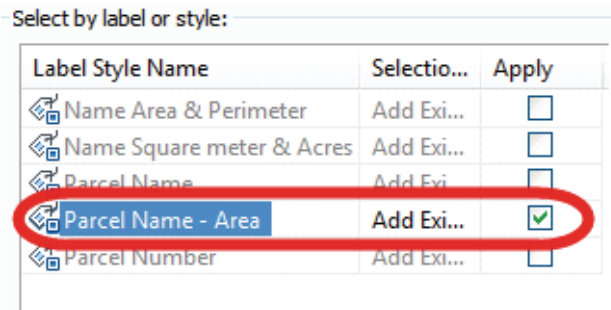 Select by label or style:
Label Style Name Selectio... Apply
Name Area & Perimeter Add Exi...
Name Square meter & Acres Add Exi...
Parcel Name Add Exi...
Parcel Name - Area Add Exi...
Parcel Number Add Exi...